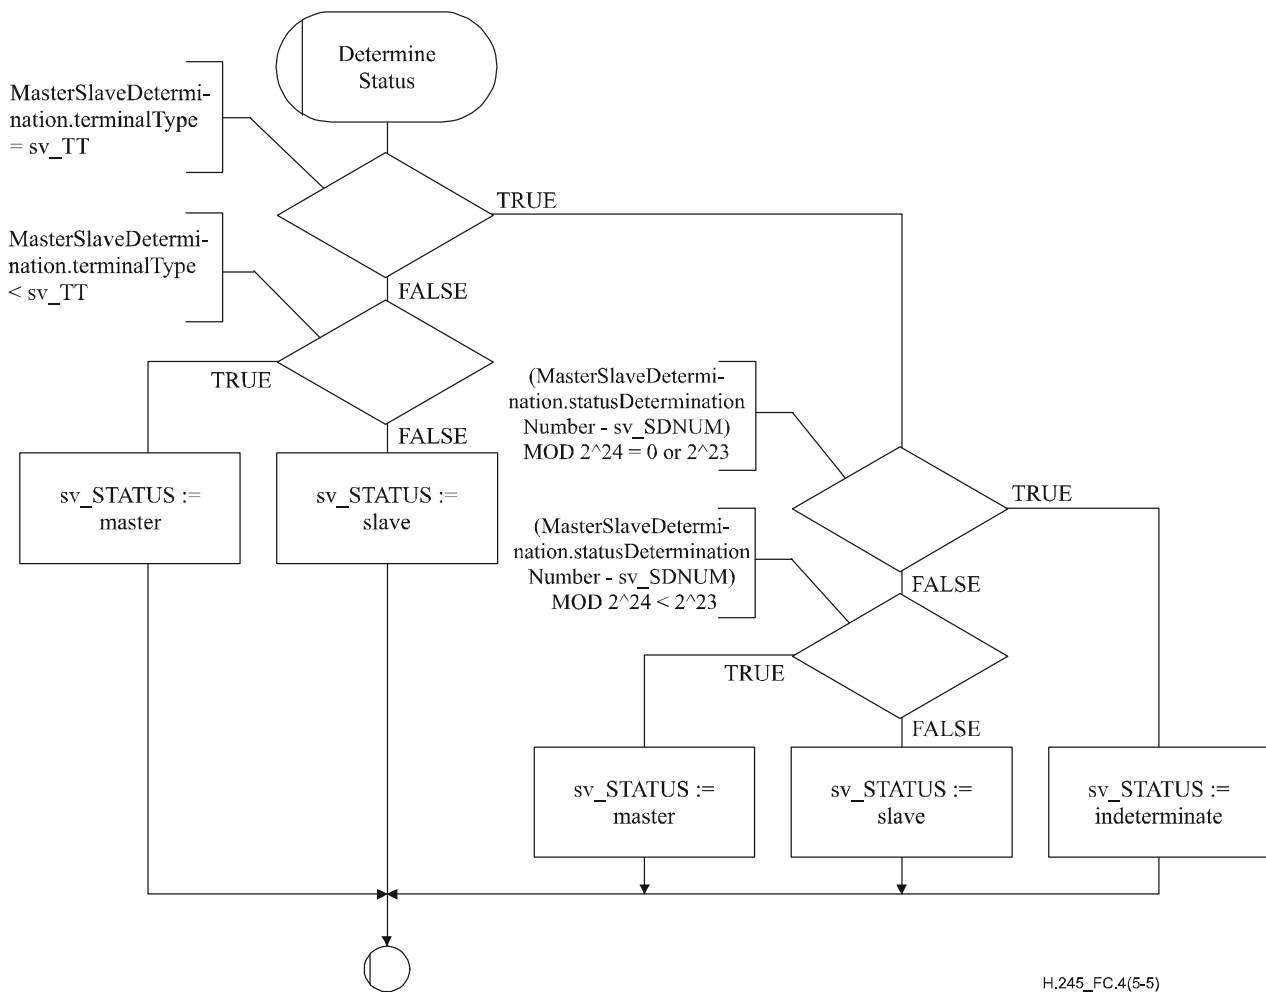 Determine
Status
MasterSlaveDetermi-
nation.terminalType
= sv_TT
TRUE
MasterSlaveDetermi-
nation.terminalType
< sv_TT
FALSE
TRUE
FALSE
sv_STATUS :=
master
sv_STATUS :=
slave
(MasterSlaveDetermi-
nation.statusDetermination
Number - sv_SDNUM)
MOD 2^24 = 0 or 2^23
TRUE
(MasterSlaveDetermi-
nation.statusDetermination
Number - sv_SDNUM)
MOD 2^24 < 2^23
FALSE
TRUE
FALSE
sv_STATUS :=
master
sv_STATUS :=
slave
sv_STATUS :=
indeterminate
H.245_FC.4(5-5)